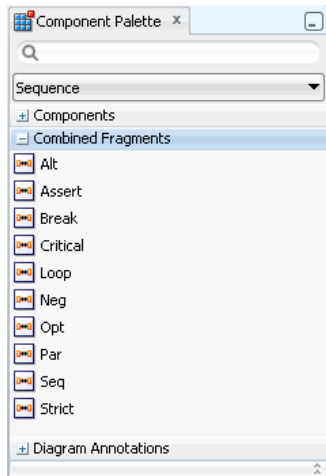 Component Palette
Sequence
Components
Combined Fragments
Alt
Assert
Break
Critical
Loop
Neg
Opt
Par
Seq
Strict
Diagram Annotations